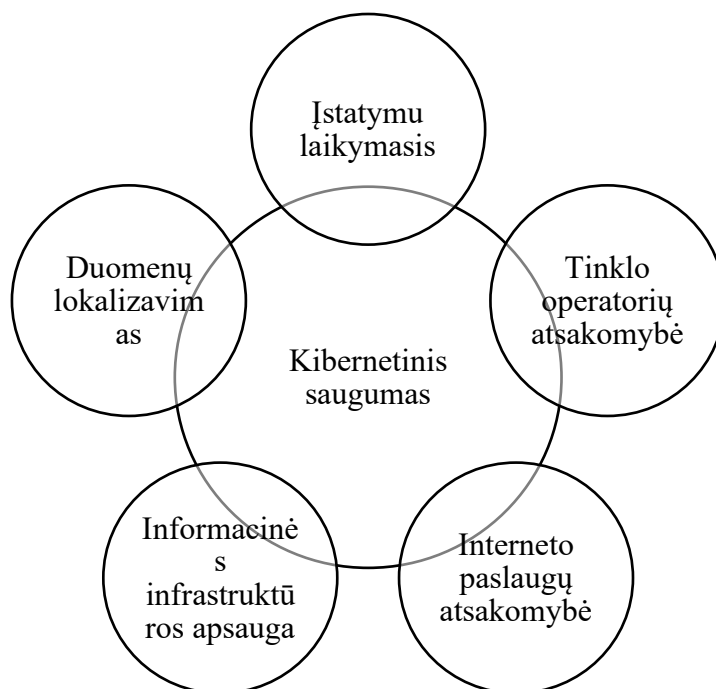 Įstatymu
laikymasis
Tinklo
operatorių
atsakomybė
Interneto
paslaugų
atsakomybė
Informacinė
s
infrastruktū
ros apsauga
Duomenų
lokalizavim
as
Kibernetinis
saugumas